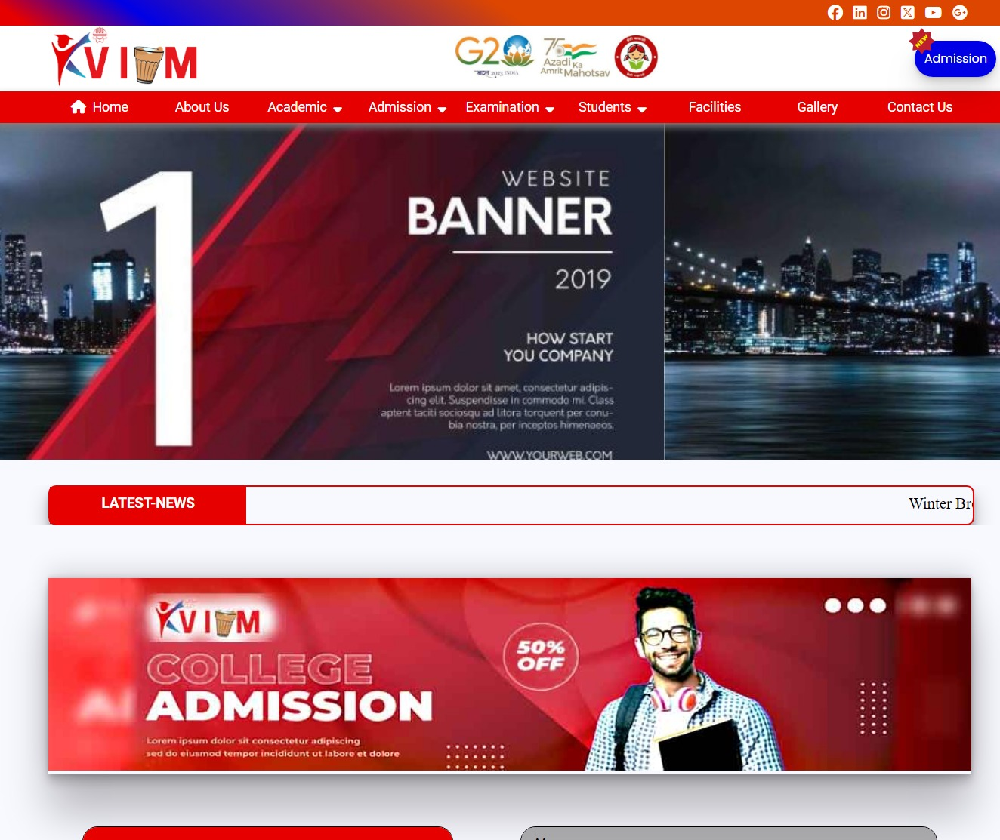 KVITM
G20
75
Azadi Ka
Amrit Mahotsav
NEW
Admission
Home
About Us
Academic
Admission
Examination
Students
Facilities
Gallery
Contact Us
1
WEBSITE
BANNER
2019
HOW START
YOU COMPANY
Lorem ipsum dolor sit amet, consectetur adipis-
cing elit. Suspendisse in commodo mi. Class
aptent taciti sociosqu ad litora torquent per conu-
bia nostra, per inceptos himenaeos.
WWW.YOURWEB.COM
LATEST-NEWS
Winter Br
KVITM
COLLEGE
ADMISSION
50%
OFF
Lorem ipsum dolor sit consectetur adipiscing
sed do eiusmod tempor incididunt ut labore et dolore